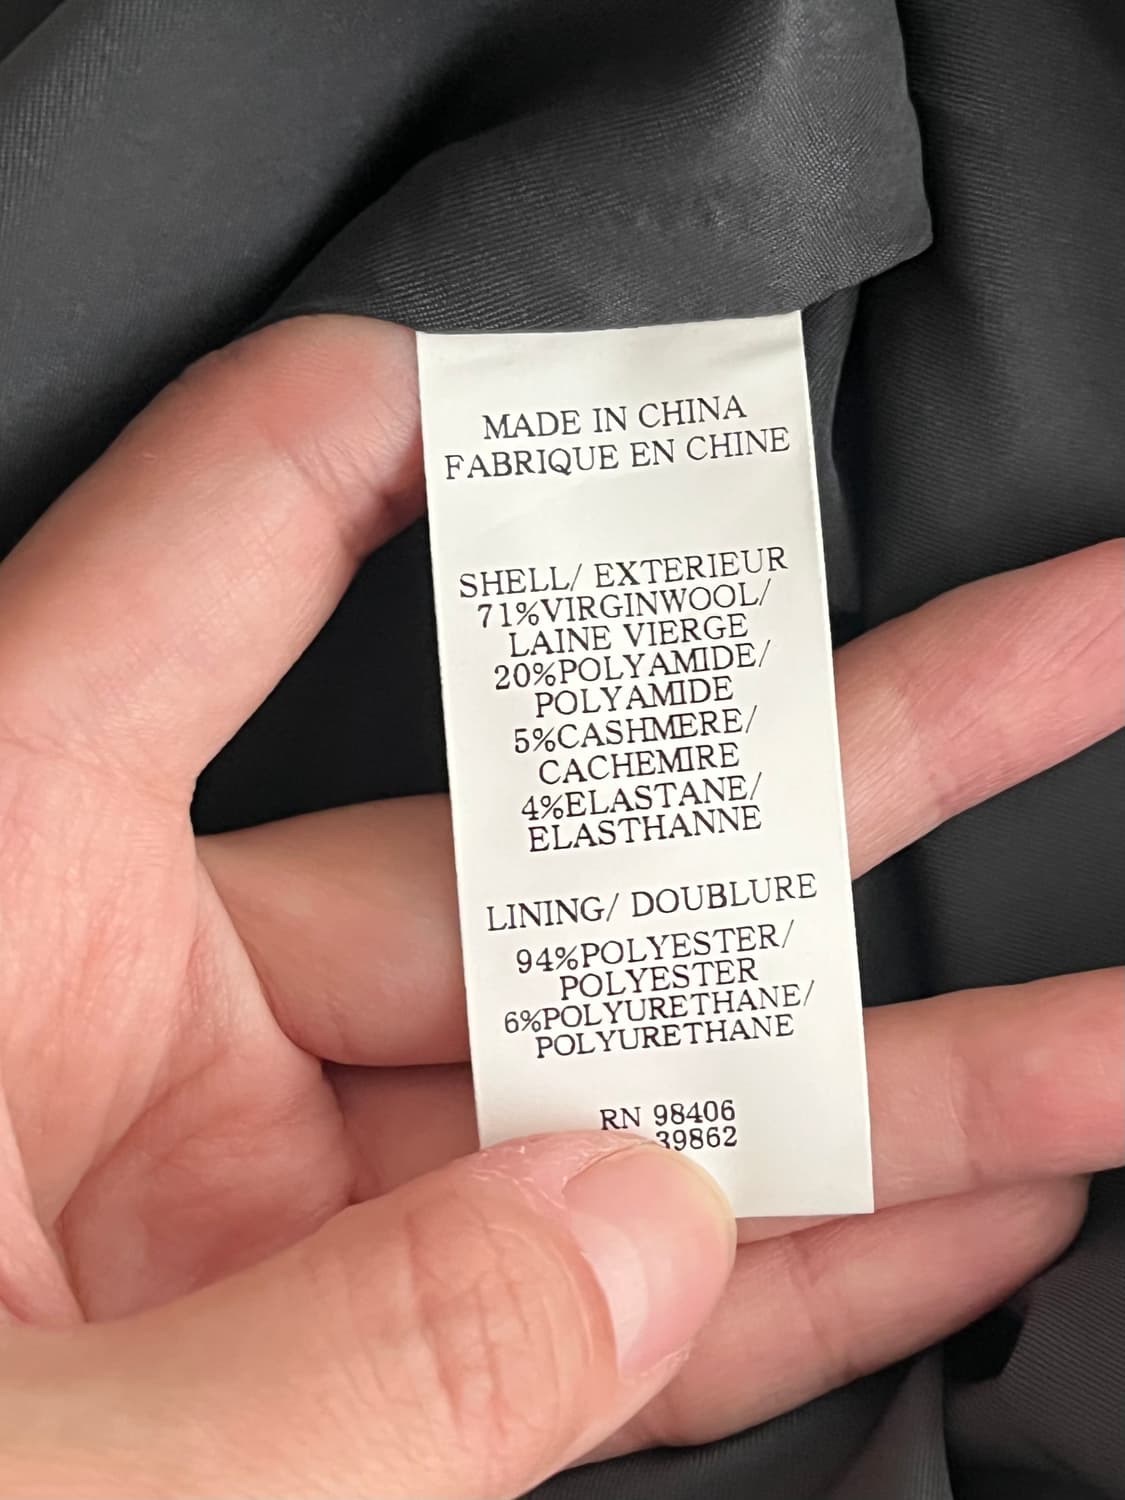 MADE IN CHINA
FABRIQUE EN CHINE
SHELL/ EXTERIEUR
71%VIRGINWOOL/
LAINE VIERGE
20%POLYAMIDE/
POLYAMIDE
5%CASHMERE/
CACHEMIRE
4%ELASTANE/
ELASTHANNE
LINING/ DOUBLURE
94%POLYESTER/
POLYESTER
6%POLYURETHANE/
POLYURETHANE
RN 98406
39862